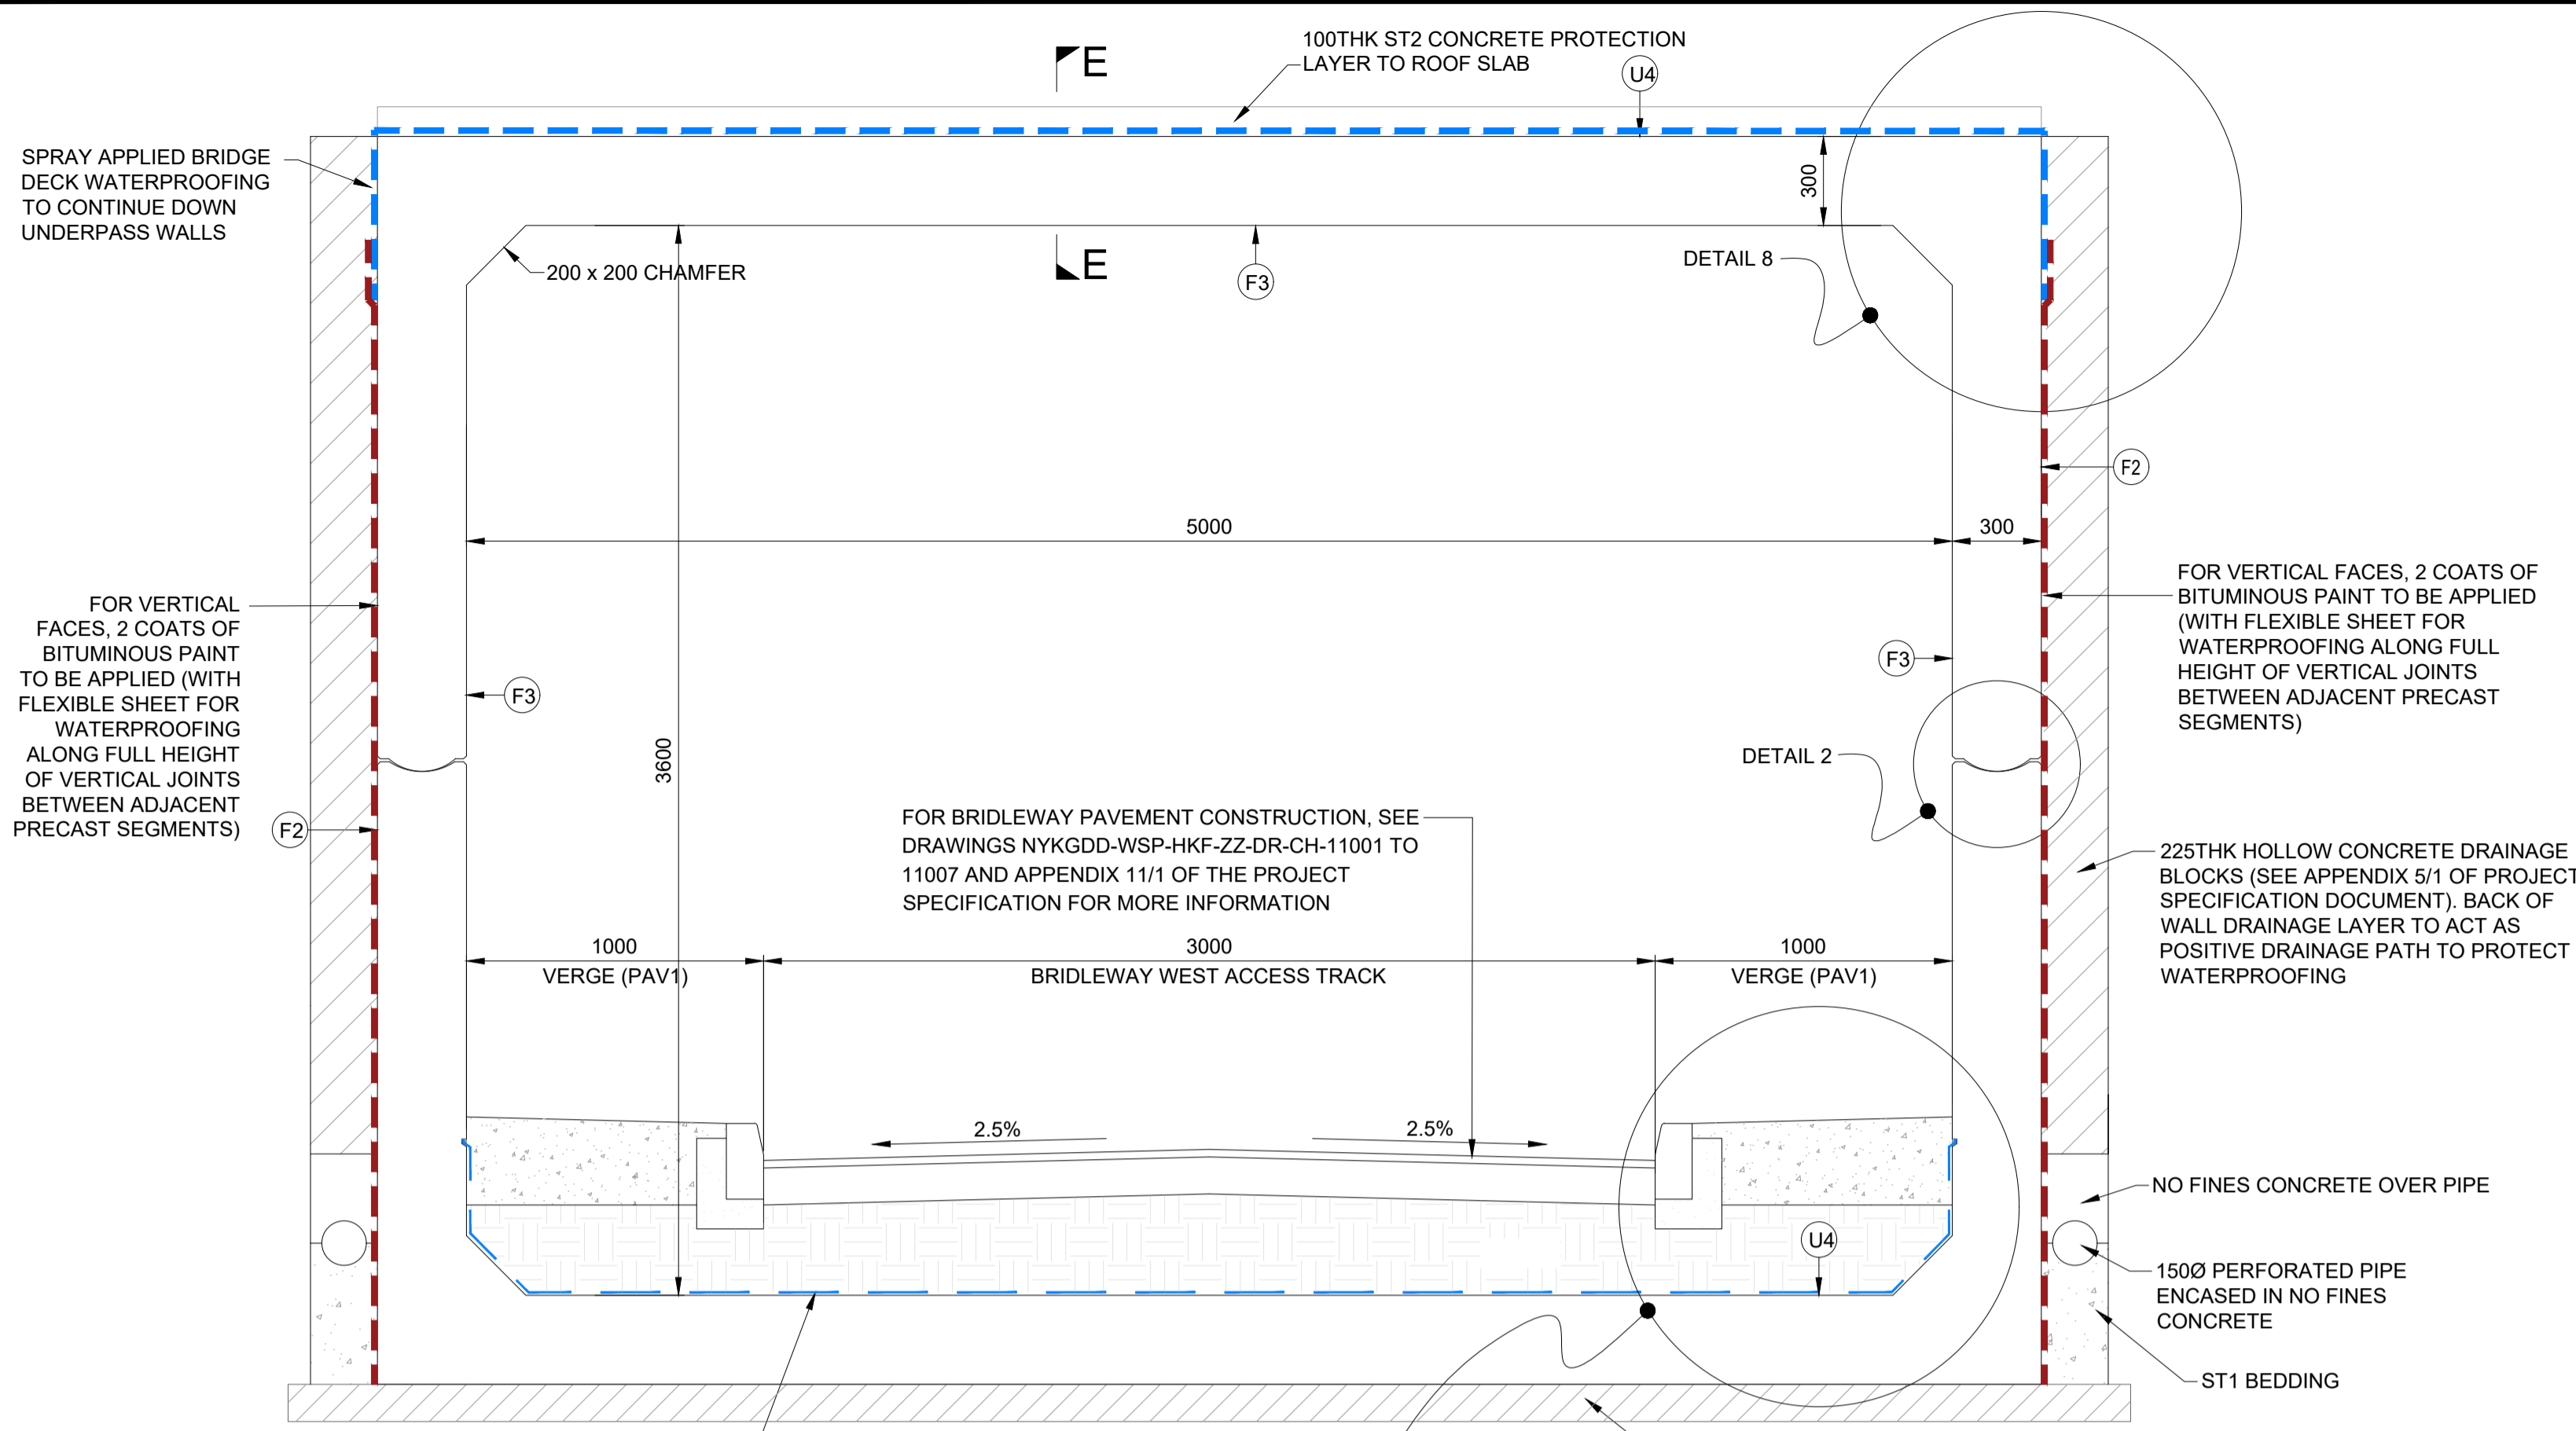 100THK ST2 CONCRETE PROTECTION
LAYER TO ROOF SLAB
E
U4
SPRAY APPLIED BRIDGE
DECK WATERPROOFING
TO CONTINUE DOWN
UNDERPASS WALLS
300
200 x 200 CHAMFER
E
F3
DETAIL 8
F2
5000
300
FOR VERTICAL
FACES, 2 COATS OF
BITUMINOUS PAINT
TO BE APPLIED (WITH
FLEXIBLE SHEET FOR
WATERPROOFING
ALONG FULL HEIGHT
OF VERTICAL JOINTS
BETWEEN ADJACENT
PRECAST SEGMENTS)
F2
F3
3600
F3
FOR VERTICAL FACES, 2 COATS OF
BITUMINOUS PAINT TO BE APPLIED
(WITH FLEXIBLE SHEET FOR
WATERPROOFING ALONG FULL
HEIGHT OF VERTICAL JOINTS
BETWEEN ADJACENT PRECAST
SEGMENTS)
DETAIL 2
FOR BRIDLEWAY PAVEMENT CONSTRUCTION, SEE
DRAWINGS NYKGDD-WSP-HKF-ZZ-DR-CH-11001 TO
11007 AND APPENDIX 11/1 OF THE PROJECT
SPECIFICATION FOR MORE INFORMATION
225THK HOLLOW CONCRETE DRAINAGE
BLOCKS (SEE APPENDIX 5/1 OF PROJECT
SPECIFICATION DOCUMENT). BACK OF
WALL DRAINAGE LAYER TO ACT AS
POSITIVE DRAINAGE PATH TO PROTECT
WATERPROOFING
1000
VERGE (PAV1)
3000
BRIDLEWAY WEST ACCESS TRACK
1000
VERGE (PAV1)
2.5%
2.5%
NO FINES CONCRETE OVER PIPE
U4
150Ø PERFORATED PIPE
ENCASED IN NO FINES
CONCRETE
ST1 BEDDING